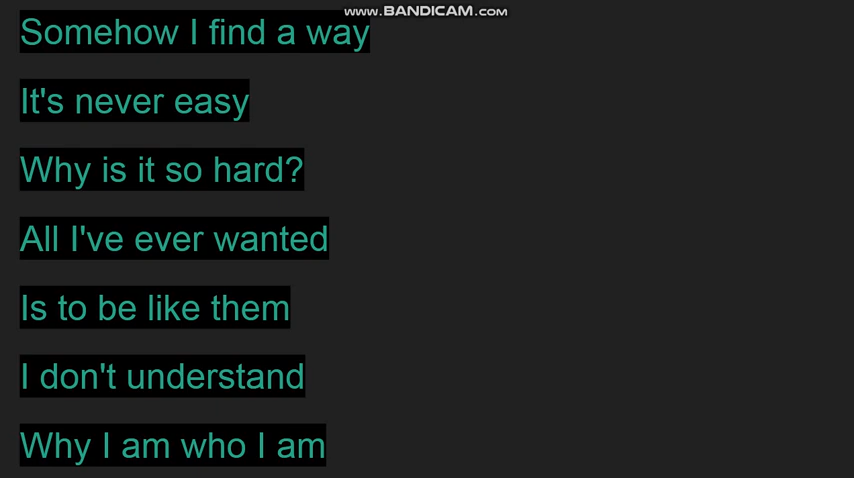 www.BANDICAM.com
Somehow I find a way
It's never easy
Why is it so hard?
All I've ever wanted
Is to be like them
I don't understand
Why I am who I am